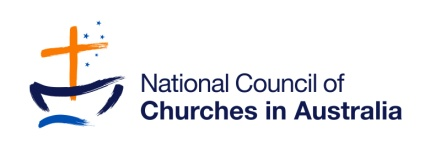 National Council of
Churches in Australia